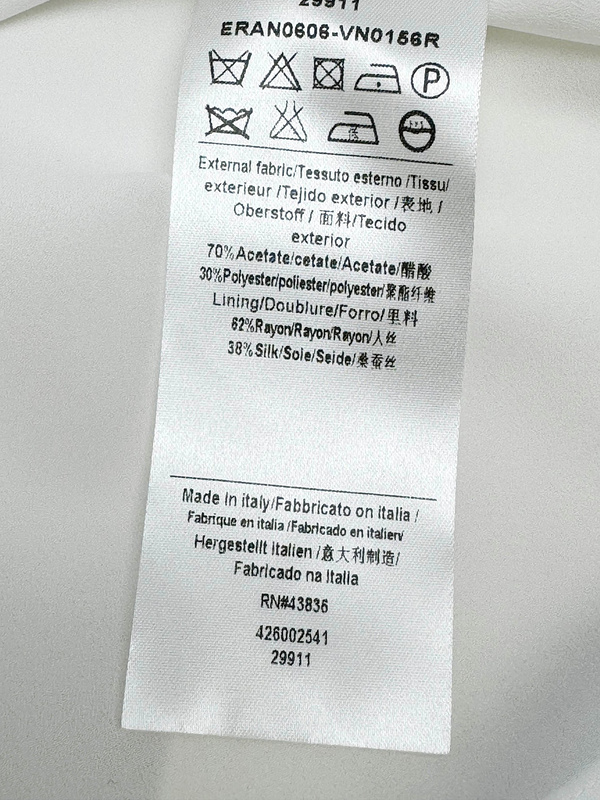 29911
ERAN0606-VN0156R
P
External fabric/Tessuto esterno /Tissu/
exterieur /Tejido exterior /表地 /
Oberstoff / 面料/Tecido
exterior
70%Acetate/cetate/Acetate/醋酸
30%Polyester/poliester/polyester/聚酯纤维
Lining/Doublure/Forro/里料
62%Rayon/Rayon/Rayon/人丝
38%Silk/Soie/Seide/桑蚕丝
Made in italy/Fabbricato on italia /
Fabrique en italia /Fabricado en italien/
Hergestellt italien /意大利制造/
Fabricado na Italia
RN#43836
426002541
29911